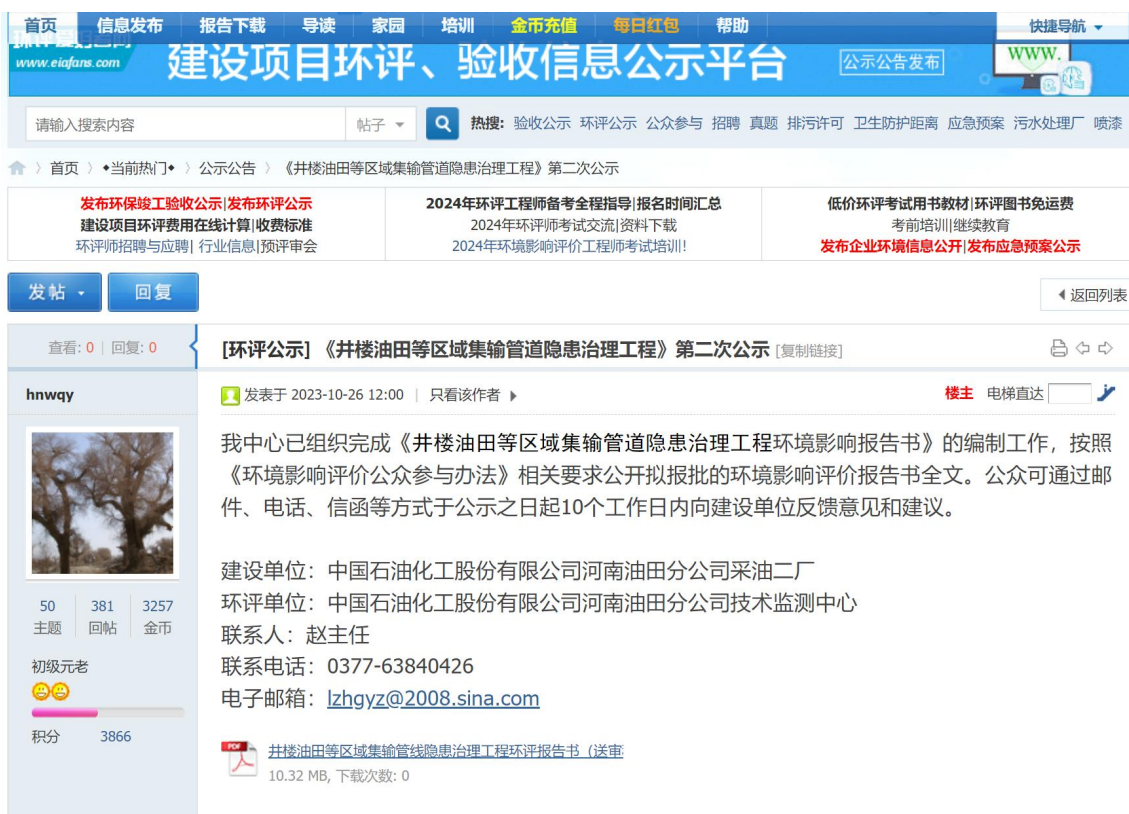 首页 信息发布 报告下载 导读 家园 培训 金币充值 每日红包 帮助 快捷导航
www.eiafans.com
建设项目环评、验收信息公示平台
公示公告发布
www.
请输入搜索内容 帖子 热搜: 验收公示 环评公示 公众参与 招聘 真题 排污许可 卫生防护距离 应急预案 污水处理厂 喷漆
首页 〉 ◆当前热门◆ 〉 公示公告 〉 《井楼油田等区域集输管道隐患治理工程》第二次公示
发布环保竣工验收公示|发布环评公示 2024年环评工程师备考全程指导|报名时间汇总 低价环评考试用书教材|环评图书免运费
建设项目环评费用在线计算|收费标准 2024年环评师考试交流|资料下载 考前培训|继续教育
环评师招聘与应聘| 行业信息|预评审会 2024年环境影响评价工程师考试培训! 发布企业环境信息公开|发布应急预案公示
发帖 回复 返回列表
查看: 0 | 回复: 0 [环评公示] 《井楼油田等区域集输管道隐患治理工程》第二次公示 [复制链接]
hnwqy 发表于 2023-10-26 12:00 | 只看该作者 楼主 电梯直达
我中心已组织完成《井楼油田等区域集输管道隐患治理工程环境影响报告书》的编制工作，按照
《环境影响评价公众参与办法》相关要求公开拟报批的环境影响评价报告书全文。公众可通过邮
件、电话、信函等方式于公示之日起10个工作日内向建设单位反馈意见和建议。
建设单位：中国石油化工股份有限公司河南油田分公司采油二厂
环评单位：中国石油化工股份有限公司河南油田分公司技术监测中心
联系人：赵主任
联系电话：0377-63840426
电子邮箱：lzhgyz@2008.sina.com
50 381 3257
主题 回帖 金币
初级元老
积分 3866
PDF 井楼油田等区域集输管线隐患治理工程环评报告书（送审
10.32 MB, 下载次数: 0